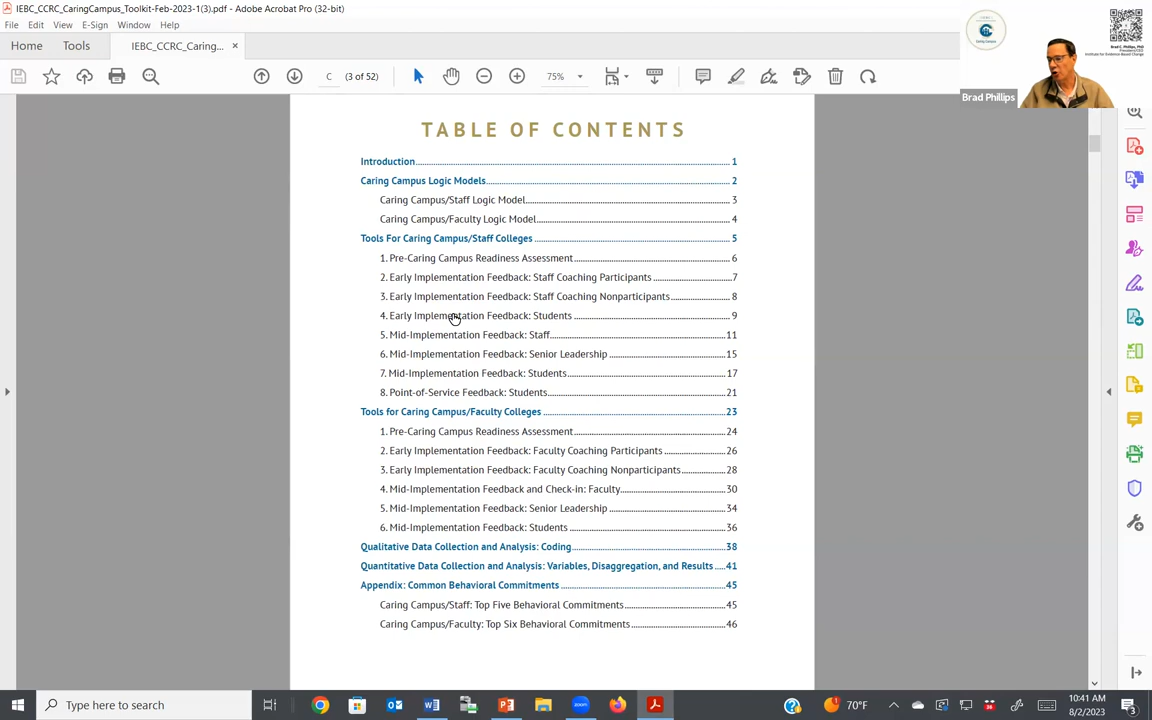 IEBC_CCRC_CaringCampus_Toolkit-Feb-2023-1(3).pdf - Adobe Acrobat Pro (32-bit)
File Edit View E-Sign Window Help
Home Tools IEBC_CCRC_Caring... ×
C (3 of 52) 75%
Brad C. Phillips, PhD
President/CEO
Institute for Evidence-Based Change
Brad Phillips
TABLE OF CONTENTS
Introduction 1
Caring Campus Logic Models 2
Caring Campus/Staff Logic Model 3
Caring Campus/Faculty Logic Model 4
Tools For Caring Campus/Staff Colleges 5
1. Pre-Caring Campus Readiness Assessment 6
2. Early Implementation Feedback: Staff Coaching Participants 7
3. Early Implementation Feedback: Staff Coaching Nonparticipants 8
4. Early Implementation Feedback: Students 9
5. Mid-Implementation Feedback: Staff 11
6. Mid-Implementation Feedback: Senior Leadership 15
7. Mid-Implementation Feedback: Students 17
8. Point-of-Service Feedback: Students 21
Tools for Caring Campus/Faculty Colleges 23
1. Pre-Caring Campus Readiness Assessment 24
2. Early Implementation Feedback: Faculty Coaching Participants 26
3. Early Implementation Feedback: Faculty Coaching Nonparticipants 28
4. Mid-Implementation Feedback and Check-in: Faculty 30
5. Mid-Implementation Feedback: Senior Leadership 34
6. Mid-Implementation Feedback: Students 36
Qualitative Data Collection and Analysis: Coding 38
Quantitative Data Collection and Analysis: Variables, Disaggregation, and Results 41
Appendix: Common Behavioral Commitments 45
Caring Campus/Staff: Top Five Behavioral Commitments 45
Caring Campus/Faculty: Top Six Behavioral Commitments 46
Type here to search
70°F
10:41 AM
8/2/2023
3